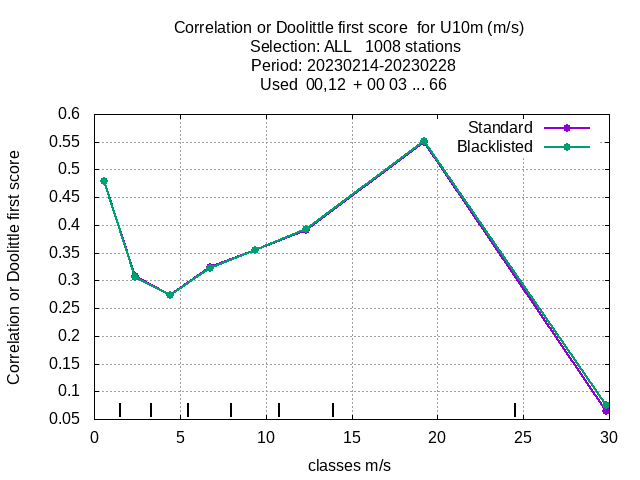 Correlation or Doolittle first score  for U10m (m/s)
Selection: ALL   1008 stations
Period: 20230214-20230228
Used  00,12  + 00 03 ... 66
Standard
Blacklisted
Correlation or Doolittle first score
0.6
0.55
0.5
0.45
0.4
0.35
0.3
0.25
0.2
0.15
0.1
0.05
0 5 10 15 20 25 30
classes m/s